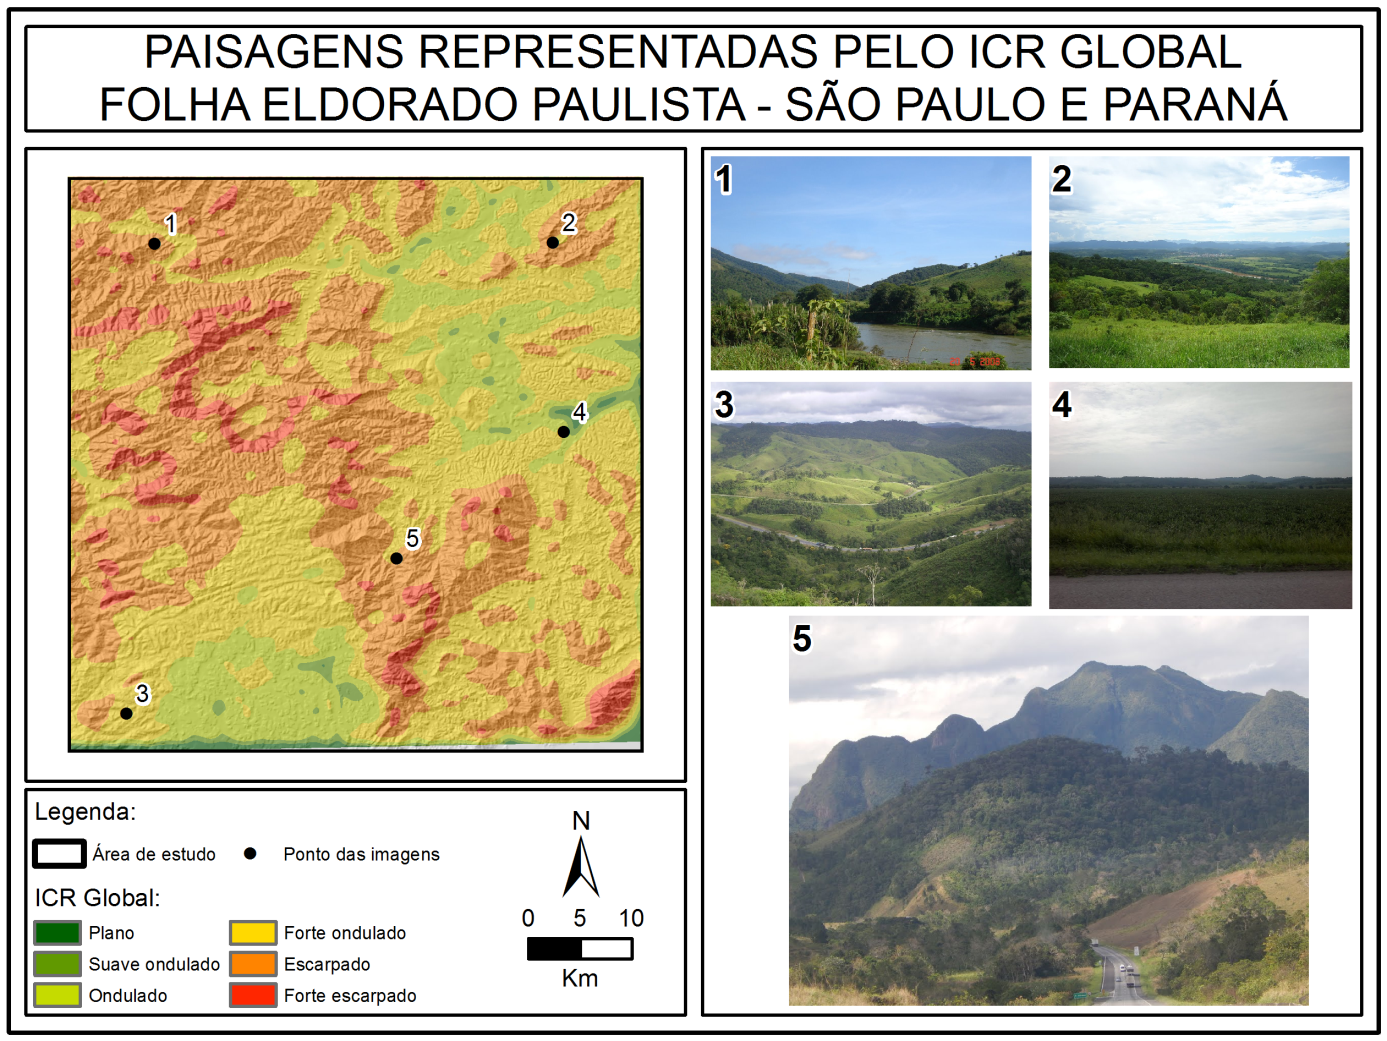 PAISAGENS REPRESENTADAS PELO ICR GLOBAL
FOLHA ELDORADO PAULISTA - SÃO PAULO E PARANÁ
1
2
3
4
5
1
2
3
4
5
Legenda:
Área de estudo
Ponto das imagens
ICR Global:
Plano
Suave ondulado
Ondulado
Forte ondulado
Escarpado
Forte escarpado
N
0 5 10
Km